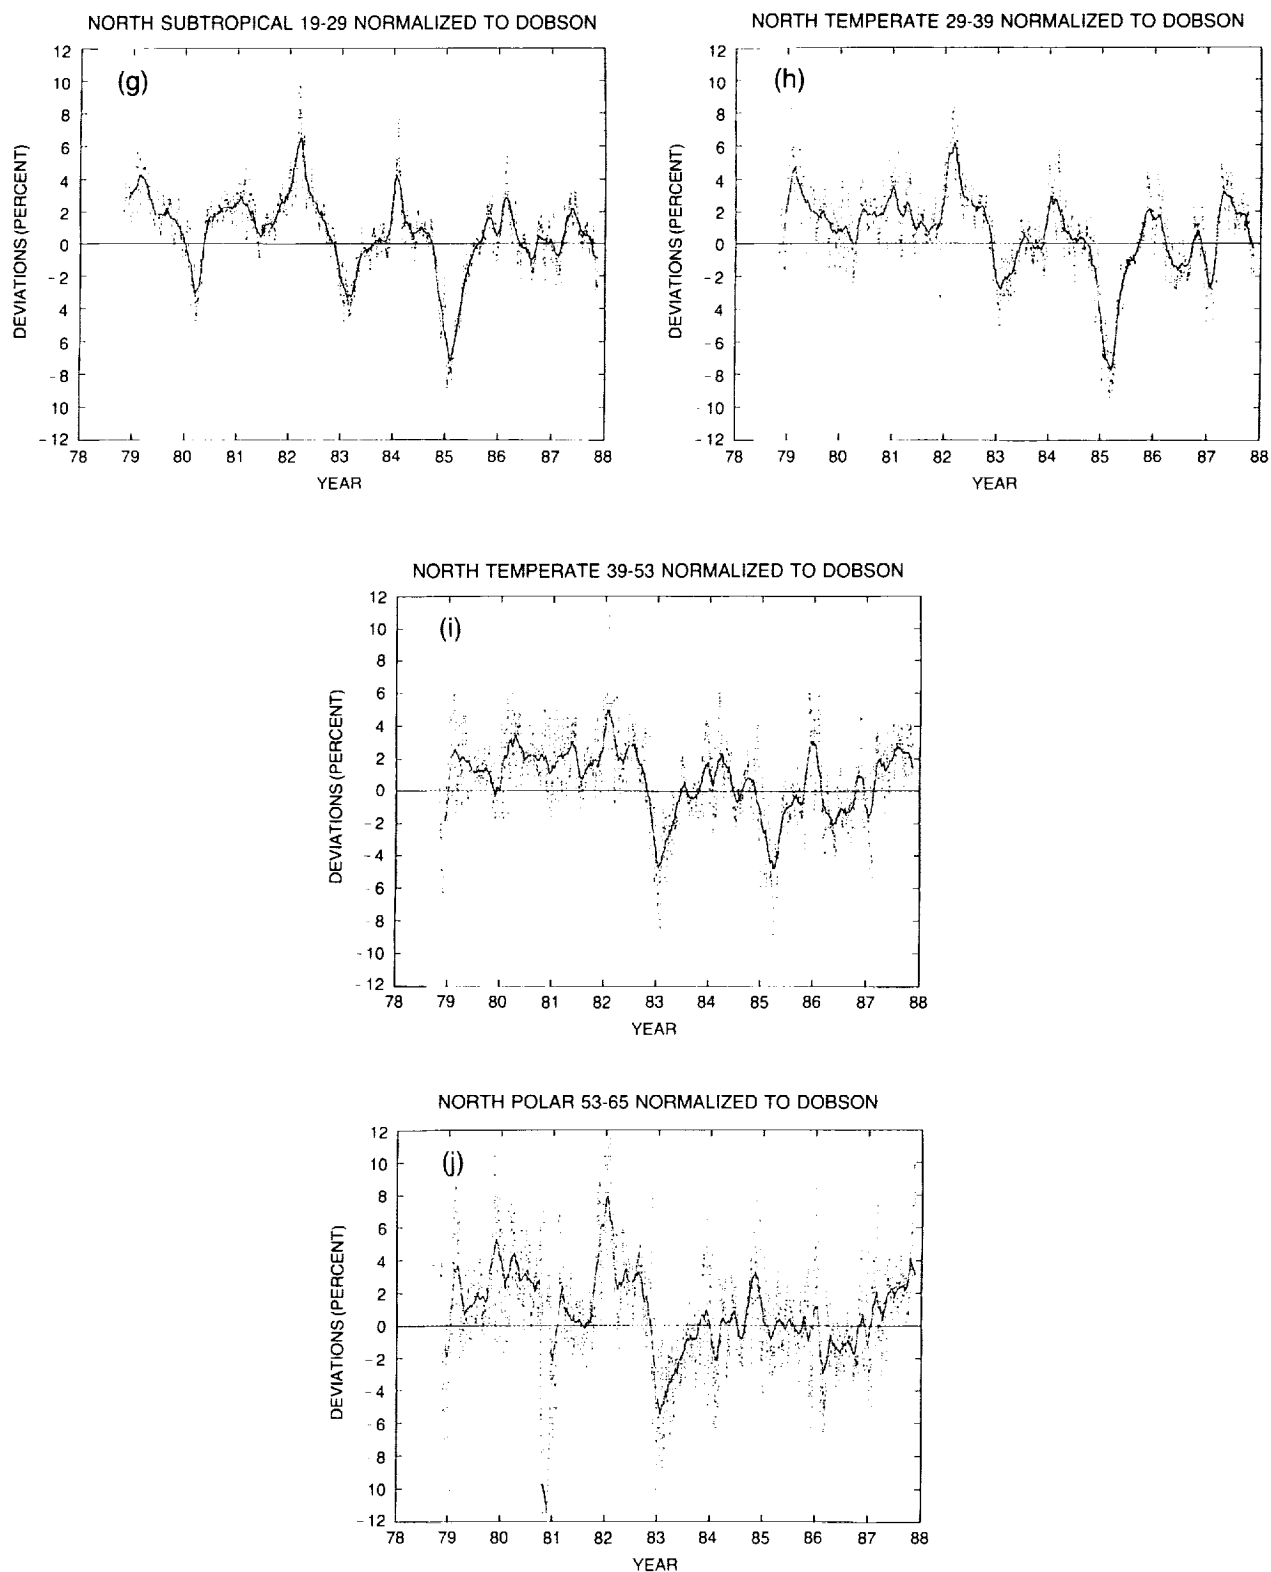 NORTH SUBTROPICAL 19-29 NORMALIZED TO DOBSON
(g)
DEVIATIONS (PERCENT)
12
10
8
6
4
2
0
-2
4
6
-8
10
-12
78 79 80 81 82 83 84 85 86 87 88
YEAR
NORTH TEMPERATE 29-39 NORMALIZED TO DOBSON
(h)
DEVIATIONS (PERCENT)
12
10
8
6
4
2
0
-2
-4
-6
-8
-10
-12
78 79 80 81 82 83 84 85 86 87 88
YEAR
NORTH TEMPERATE 39-53 NORMALIZED TO DOBSON
(i)
DEVIATIONS (PERCENT)
12
10
8
6
4
2
0
-2
-4
-6
-8
-10
-12
78 79 80 81 82 83 84 85 86 87 88
YEAR
NORTH POLAR 53-65 NORMALIZED TO DOBSON
(j)
DEVIATIONS (PERCENT)
12
10
8
6
4
2
0
-2
-4
-6
8
10
-12
78 79 80 81 82 83 84 85 86 87 88
YEAR